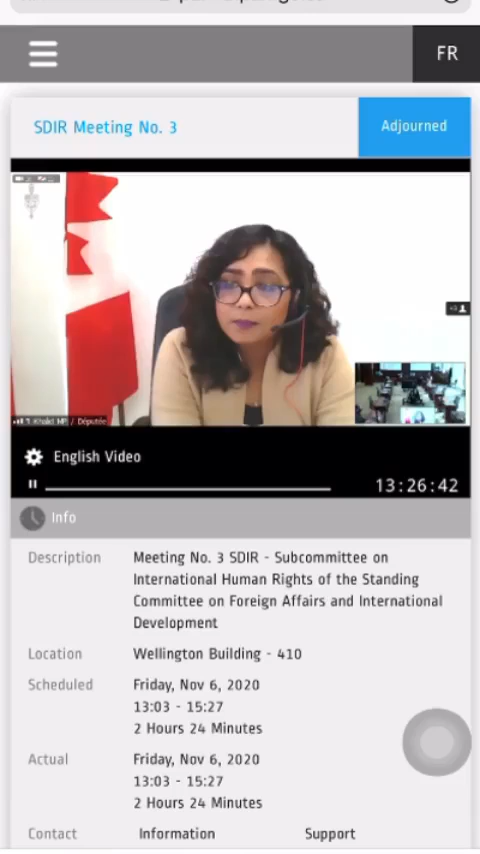 FR
SDIR Meeting No. 3
Adjourned
Khalid MP / Députée
English Video
13:26:42
Info
Description
Meeting No. 3 SDIR - Subcommittee on
International Human Rights of the Standing
Committee on Foreign Affairs and International
Development
Location
Wellington Building - 410
Scheduled
Friday, Nov 6, 2020
13:03 - 15:27
2 Hours 24 Minutes
Actual
Friday, Nov 6, 2020
13:03 - 15:27
2 Hours 24 Minutes
Contact
Information
Support